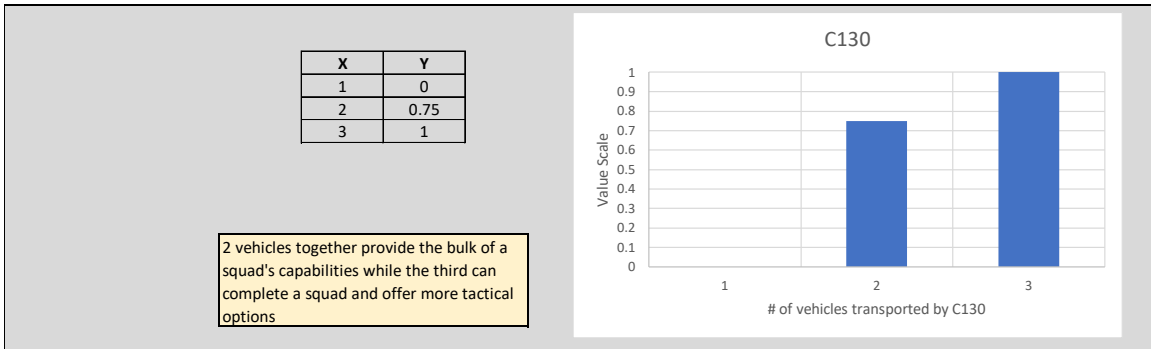 X Y
1 0
2 0.75
3 1
2 vehicles together provide the bulk of a
squad's capabilities while the third can
complete a squad and offer more tactical
options
C130
Value Scale
1
0.9
0.8
0.7
0.6
0.5
0.4
0.3
0.2
0.1
0
1 2 3
# of vehicles transported by C130